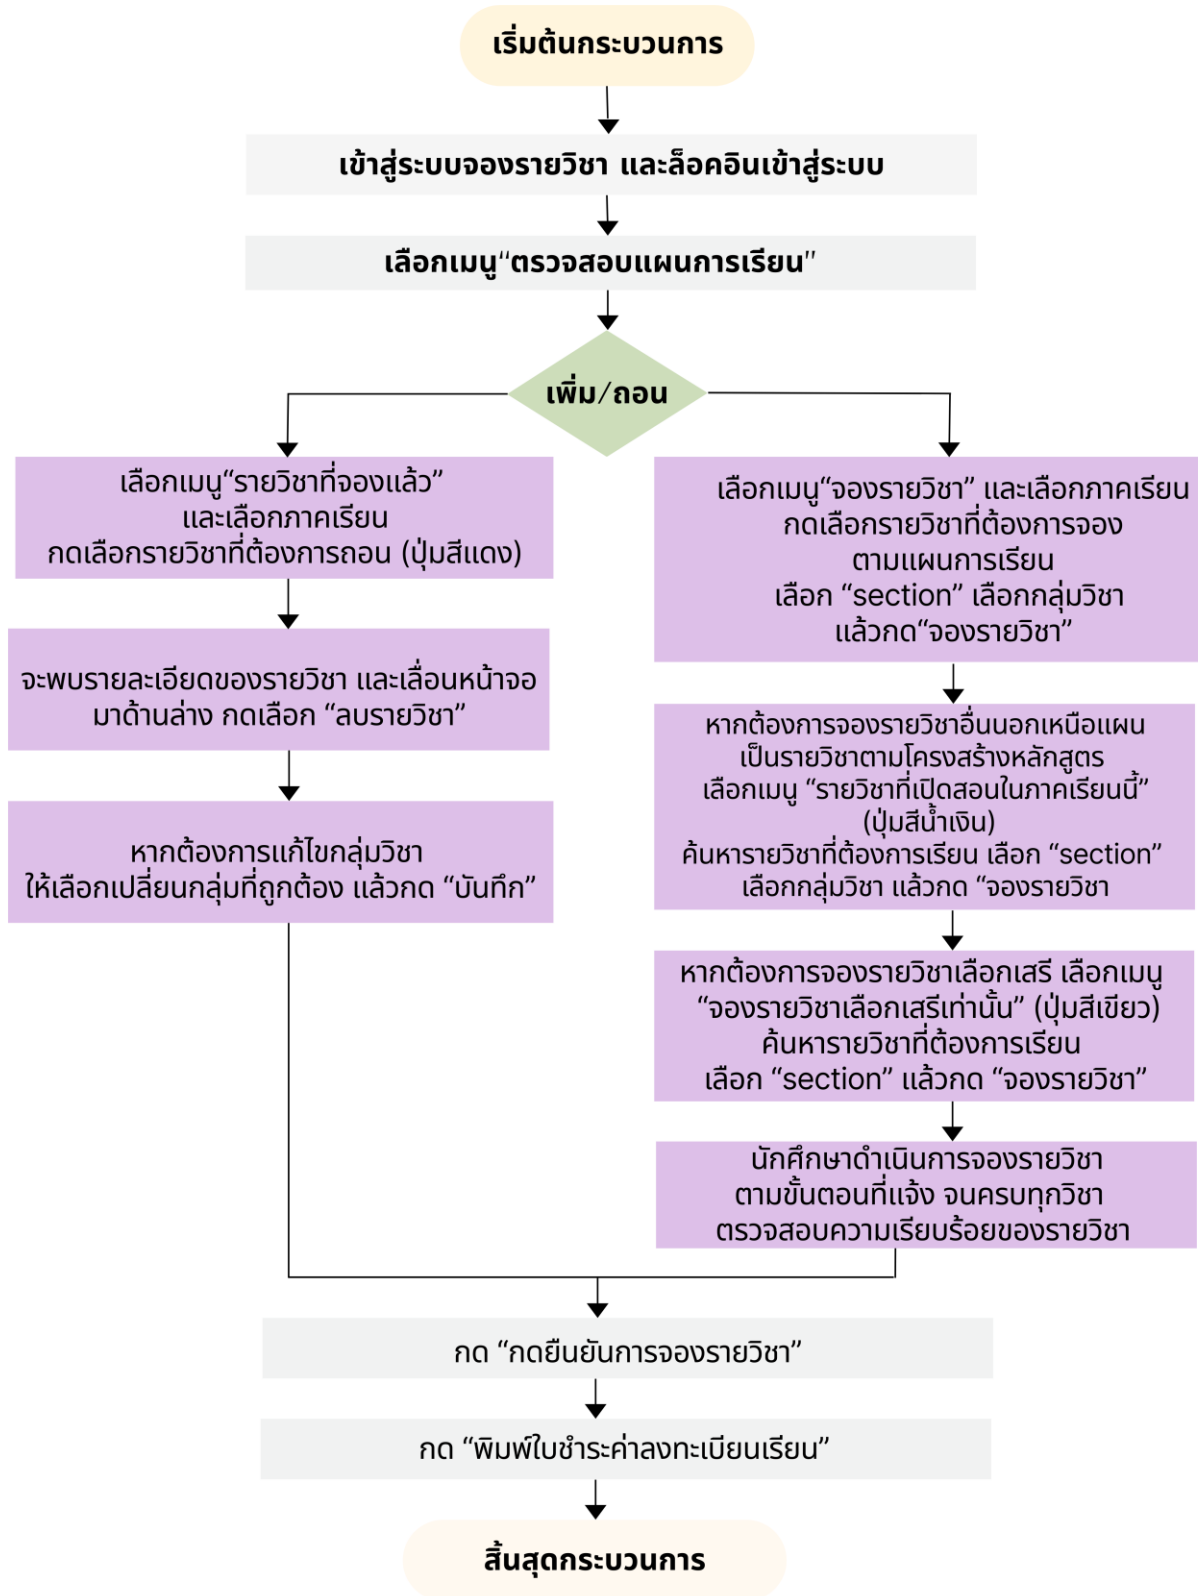 เริ่มต้นกระบวนการ
เข้าสู่ระบบจองรายวิชา และล็อคอินเข้าสู่ระบบ
เลือกเมนู“ตรวจสอบแผนการเรียน”
เพิ่ม/ถอน
เลือกเมนู“รายวิชาที่จองแล้ว”
และเลือกภาคเรียน
กดเลือกรายวิชาที่ต้องการถอน (ปุ่มสีแดง)
จะพบรายละเอียดของรายวิชา และเลื่อนหน้าจอ
มาด้านล่าง กดเลือก “ลบรายวิชา”
หากต้องการแก้ไขกลุ่มวิชา
ให้เลือกเปลี่ยนกลุ่มที่ถูกต้อง แล้วกด “บันทึก”
เลือกเมนู“จองรายวิชา” และเลือกภาคเรียน
กดเลือกรายวิชาที่ต้องการจอง
ตามแผนการเรียน
เลือก “section” เลือกกลุ่มวิชา
แล้วกด“จองรายวิชา”
หากต้องการจองรายวิชาอื่นนอกเหนือแผน
เป็นรายวิชาตามโครงสร้างหลักสูตร
เลือกเมนู “รายวิชาที่เปิดสอนในภาคเรียนนี้”
(ปุ่มสีน้ำเงิน)
ค้นหารายวิชาที่ต้องการเรียน เลือก “section”
เลือกกลุ่มวิชา แล้วกด “จองรายวิชา
หากต้องการจองรายวิชาเลือกเสรี เลือกเมนู
“จองรายวิชาเลือกเสรีเท่านั้น” (ปุ่มสีเขียว)
ค้นหารายวิชาที่ต้องการเรียน
เลือก “section” แล้วกด “จองรายวิชา”
นักศึกษาดำเนินการจองรายวิชา
ตามขั้นตอนที่แจ้ง จนครบทุกวิชา
ตรวจสอบความเรียบร้อยของรายวิชา
กด “กดยืนยันการจองรายวิชา”
กด “พิมพ์ใบชำระค่าลงทะเบียนเรียน”
สิ้นสุดกระบวนการ